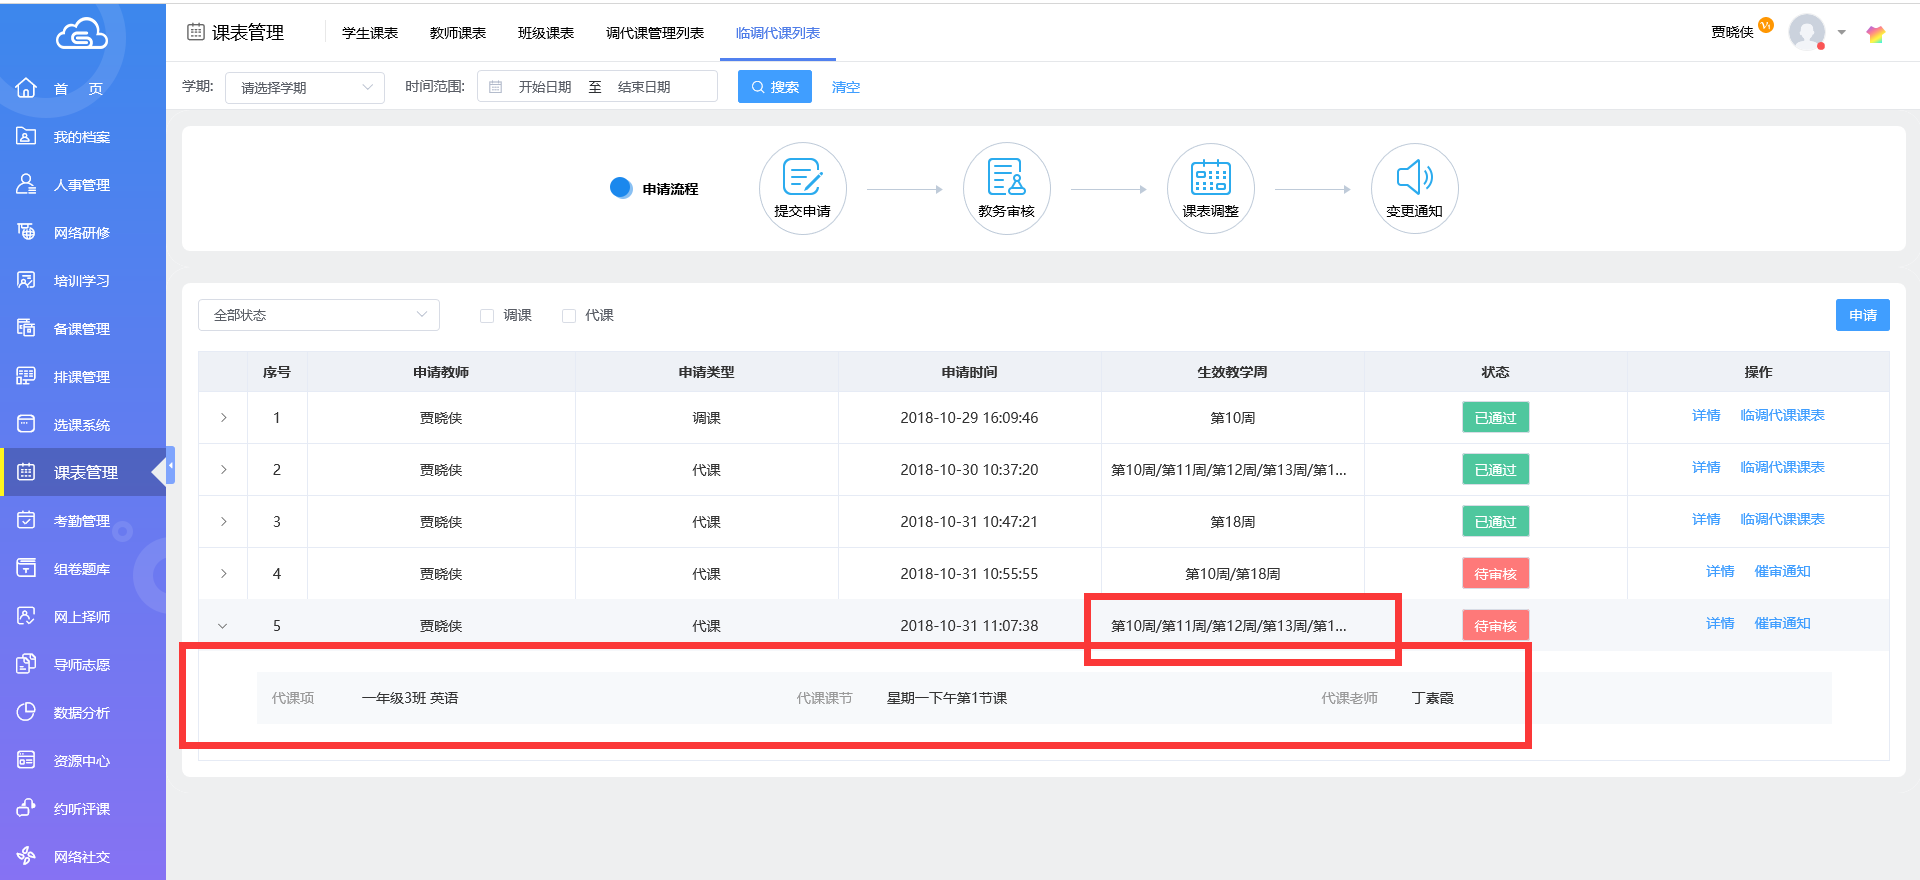 课表管理 学生课表 教师课表 班级课表 调代课管理列表 临调代课列表 贾晓侠
学期: 请选择学期 时间范围: 开始日期 至 结束日期 搜索 清空
首 页
我的档案
人事管理
网络研修
培训学习
备课管理
排课管理
选课系统
课表管理
考勤管理
组卷题库
网上择师
导师志愿
数据分析
资源中心
约听评课
网络社交
申请流程 提交申请 教务审核 课表调整 变更通知
全部状态 调课 代课 申请
序号 申请教师 申请类型 申请时间 生效教学周 状态 操作
1 贾晓侠 调课 2018-10-29 16:09:46 第10周 已通过 详情 临调代课课表
2 贾晓侠 代课 2018-10-30 10:37:20 第10周/第11周/第12周/第13周/第1... 已通过 详情 临调代课课表
3 贾晓侠 代课 2018-10-31 10:47:21 第18周 已通过 详情 临调代课课表
4 贾晓侠 代课 2018-10-31 10:55:55 第10周/第18周 待审核 详情 催审通知
5 贾晓侠 代课 2018-10-31 11:07:38 第10周/第11周/第12周/第13周/第1... 待审核 详情 催审通知
代课项 一年级3班 英语 代课课节 星期一下午第1节课 代课老师 丁素霞